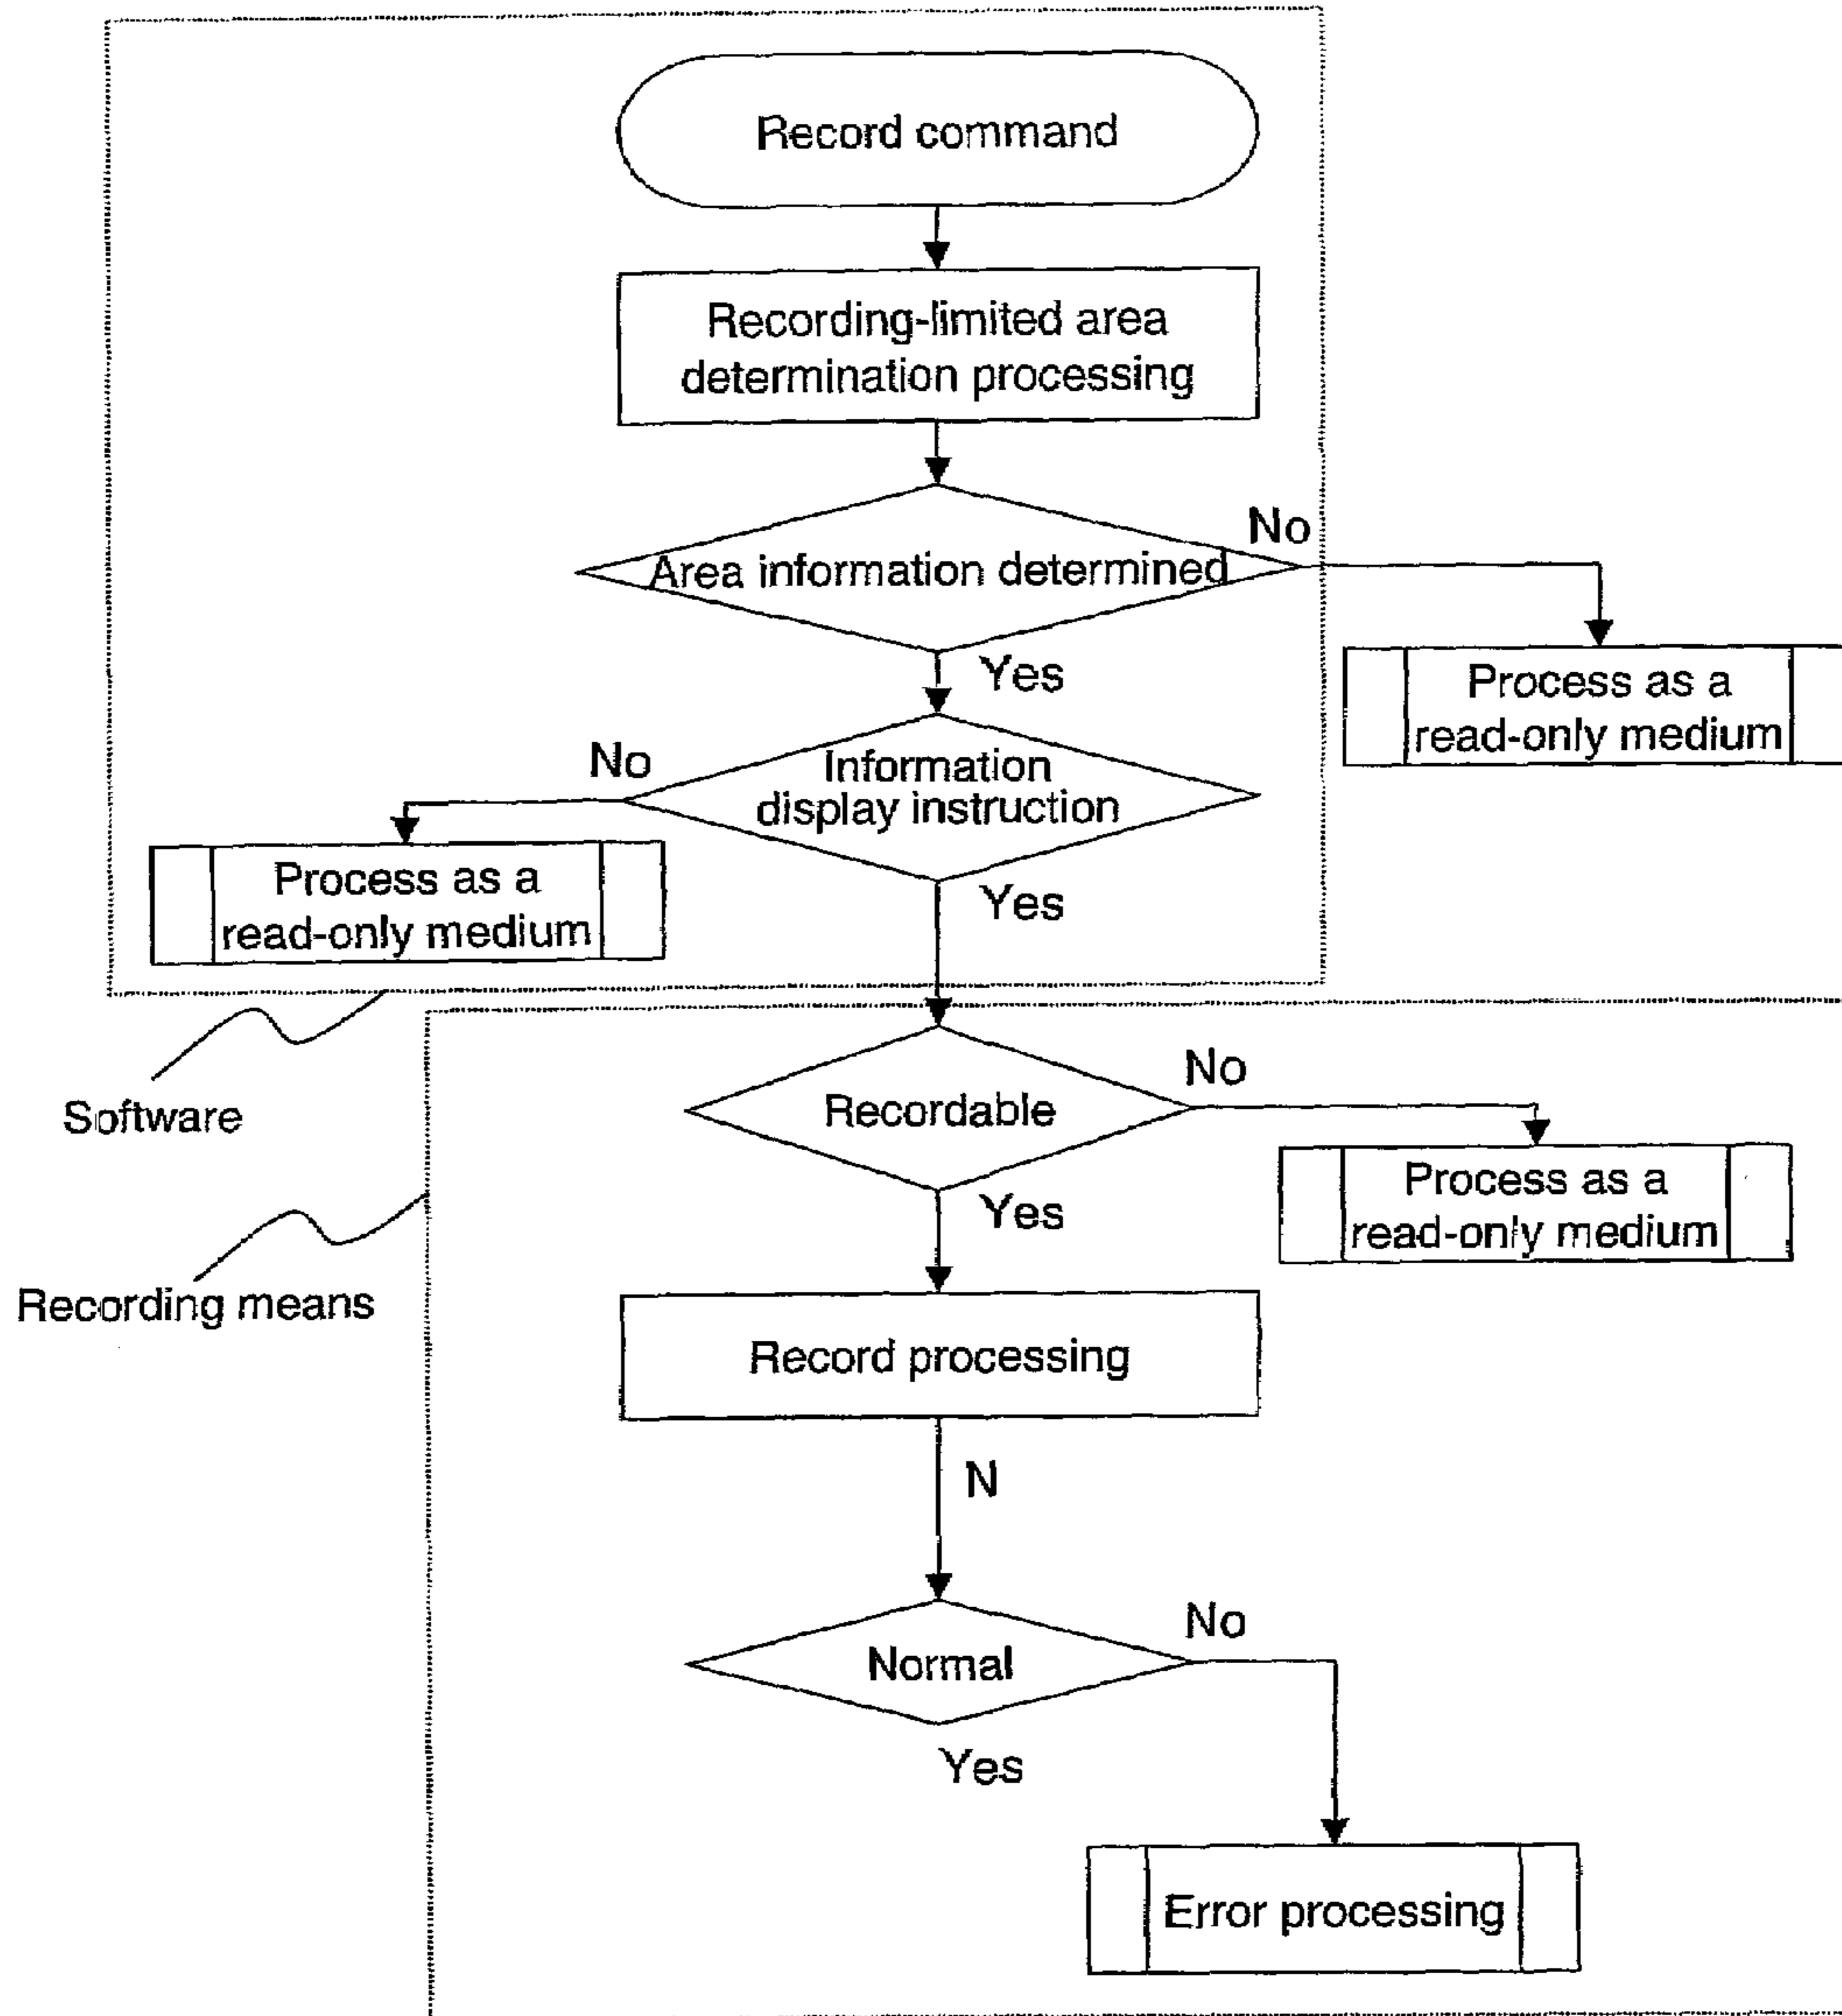 Record command
Recording-limited area
determination processing
No
Area information determined
Yes
Process as a
read-only medium
No
Information
display instruction
Process as a
read-only medium
Yes
Software
No
Recordable
Process as a
read-only medium
Yes
Recording means
Record processing
N
No
Normal
Yes
Error processing